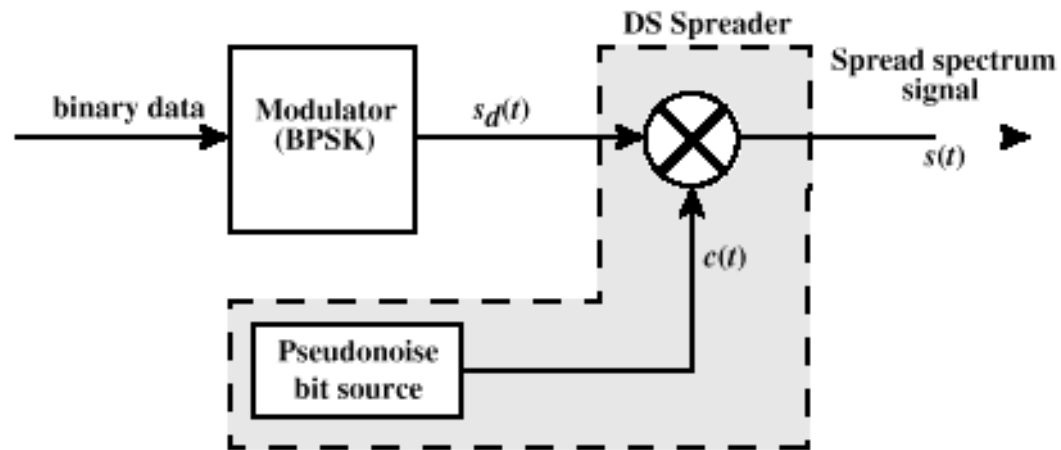 DS Spreader
Spread spectrum
signal
binary data
Modulator
(BPSK)
s_d(t)
s(t)
c(t)
Pseudonoise
bit source